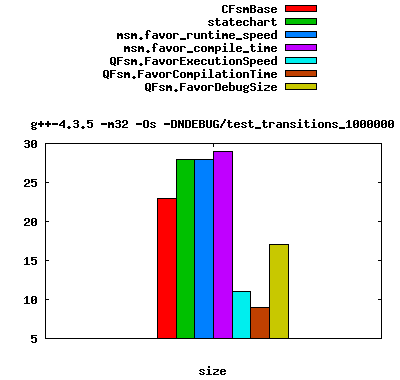 CFsmBase
statechart
msm.favor_runtime_speed
msm.favor_compile_time
QFsm.FavorExecutionSpeed
QFsm.FavorCompilationTime
QFsm.FavorDebugSize
g++-4.3.5 -m32 -Os -DNDEBUG/test_transitions_1000000
30
25
20
15
10
5
size